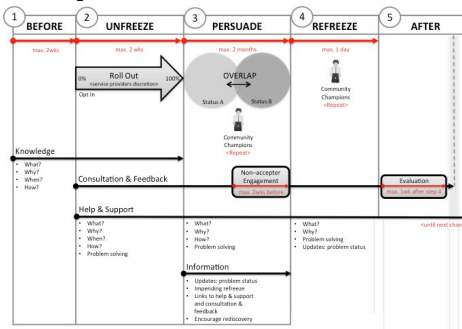 1 BEFORE
2 UNFREEZE
3 PERSUADE
4 REFREEZE
5 AFTER
max. 2wks
max. 2 wks
max. 2 months
max. 1 day
0%
Roll Out
100%
<service providers discretion>
Opt In
OVERLAP
Status A
Status B
Community
Champions
<Repeat>
Community
Champions
<Repeat>
Knowledge
• What?
• Why?
• When?
• How?
Consultation & Feedback
Non-accepter
Engagement
max. 2wks before
Evaluation
max. 1wk after step 4
Help & Support
• What?
• Why?
• When?
• How?
• Problem solving
• What?
• Why?
• How?
• Problem solving
• What?
• Why?
• Problem solving
• Updates: problem status
<until next chan
Information
• Updates: problem status
• Impending refreeze
• Links to help & support
and consultation &
feedback
• Encourage rediscovery